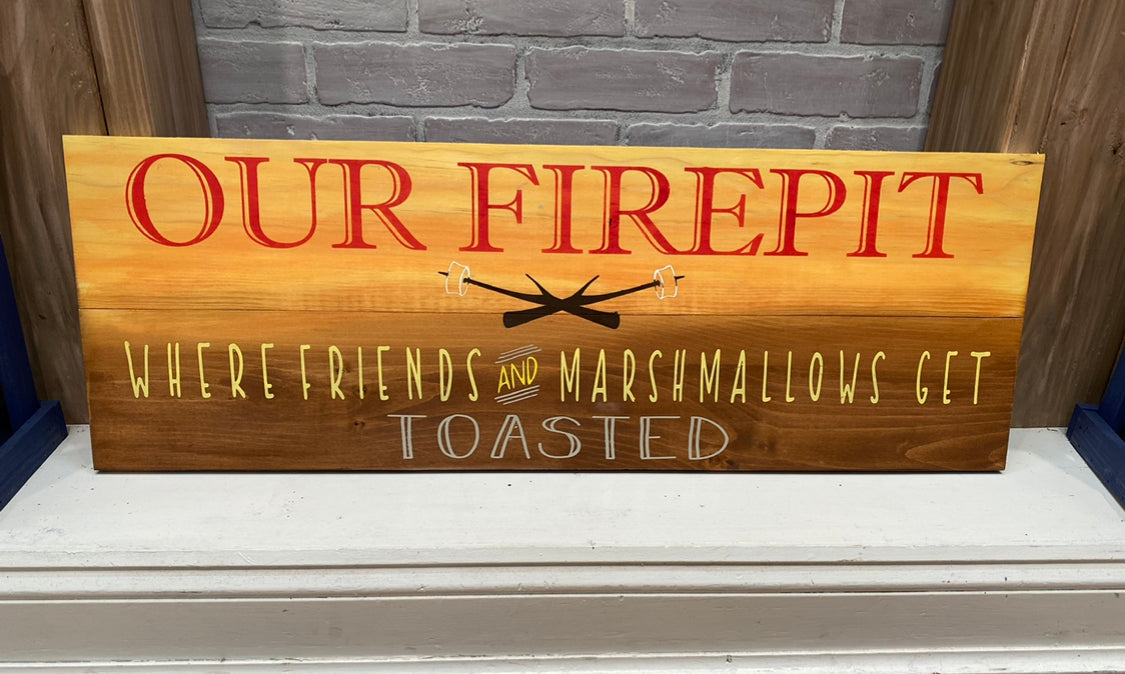 OUR FIREPIT
WHERE FRIENDS AND MARSHMALLOWS GET
TOASTED